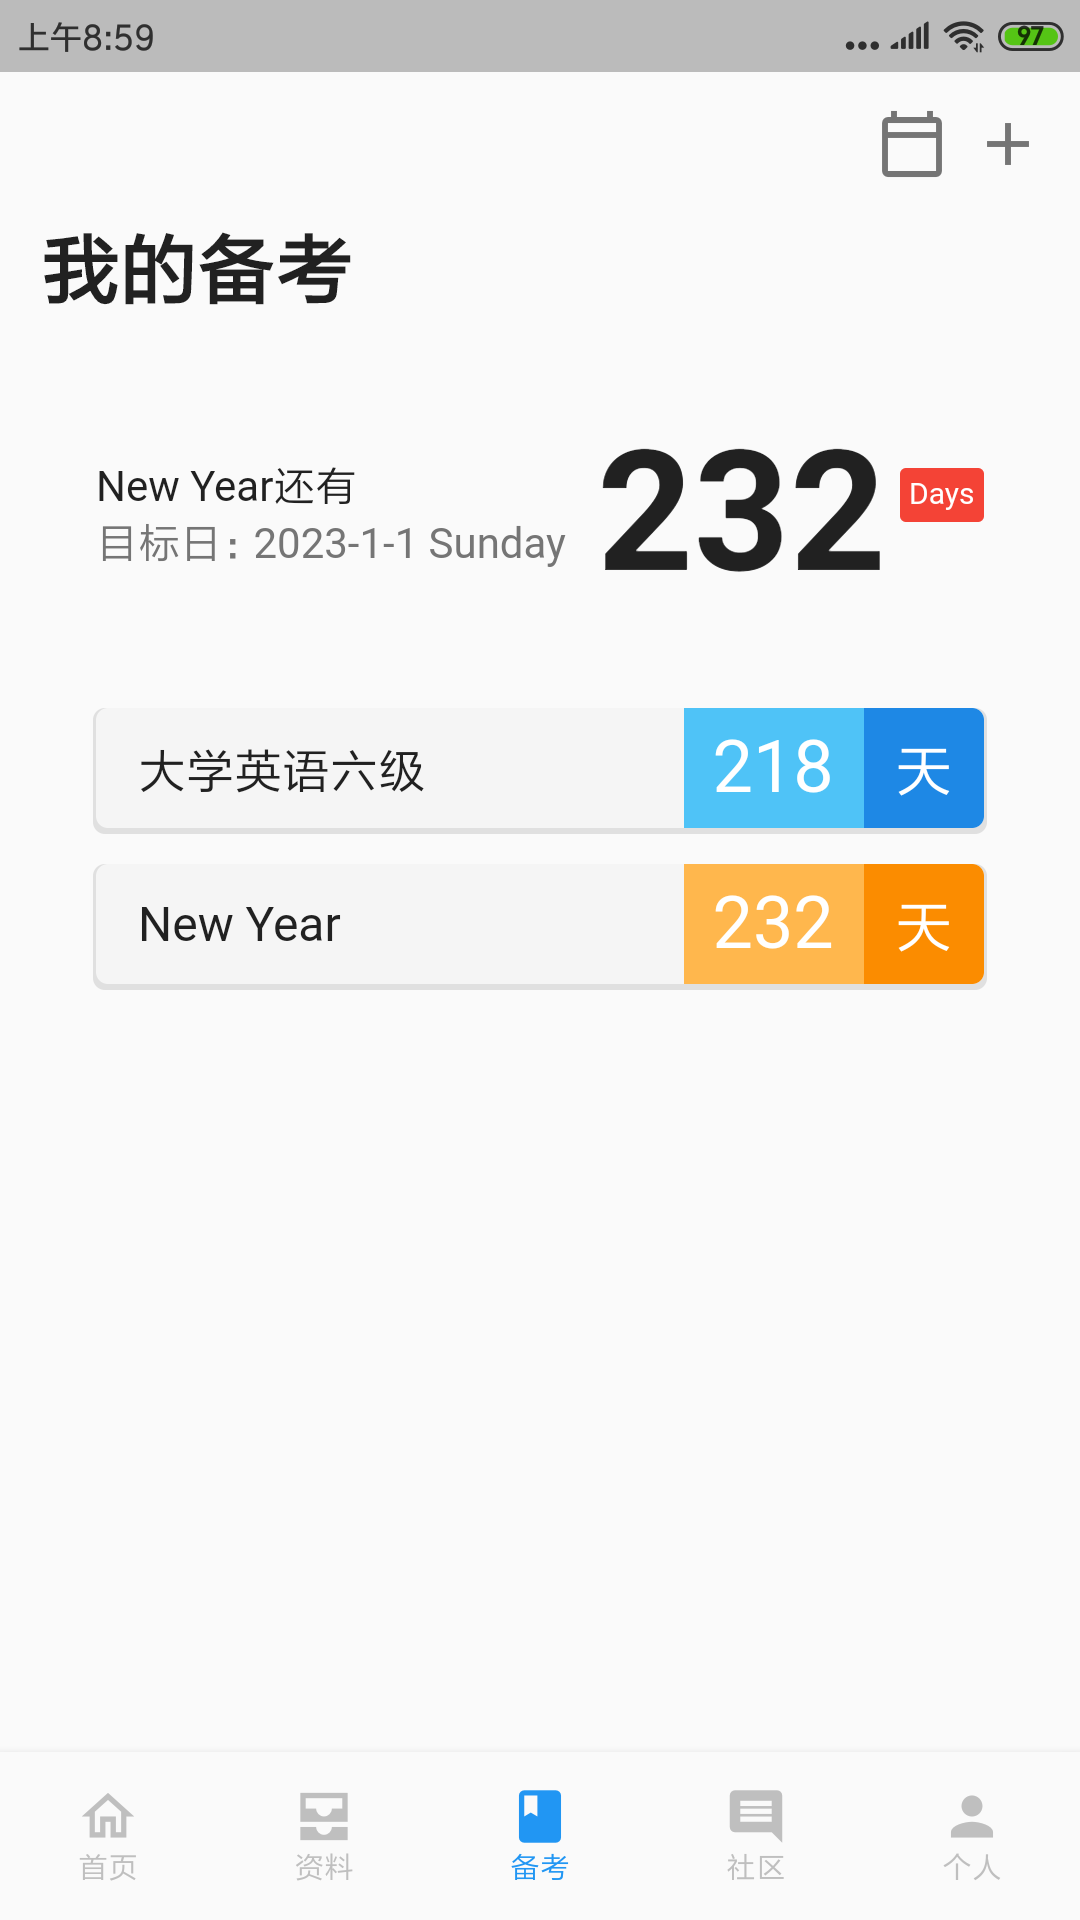 上午8:59
97
我的备考
New Year还有
目标日：2023-1-1 Sunday
232
Days
大学英语六级
218
天
New Year
232
天
首页
资料
备考
社区
个人